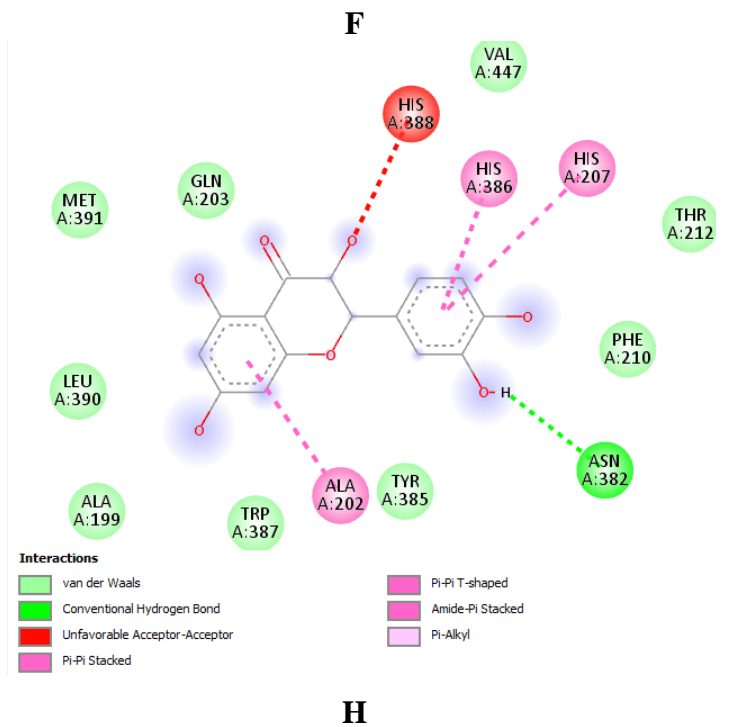 F
VAL
A:447
HIS
A:388
HIS
A:386
HIS
A:207
GLN
A:203
MET
A:391
THR
A:212
O
O
O
O
O
PHE
A:210
LEU
A:390
O
O- H
ASN
A:382
ALA
A:202
TYR
A:385
ALA
A:199
TRP
A:387
Interactions
van der Waals
Conventional Hydrogen Bond
Unfavorable Acceptor-Acceptor
Pi-Pi Stacked
Pi-Pi T-shaped
Amide-Pi Stacked
Pi-Alkyl
H